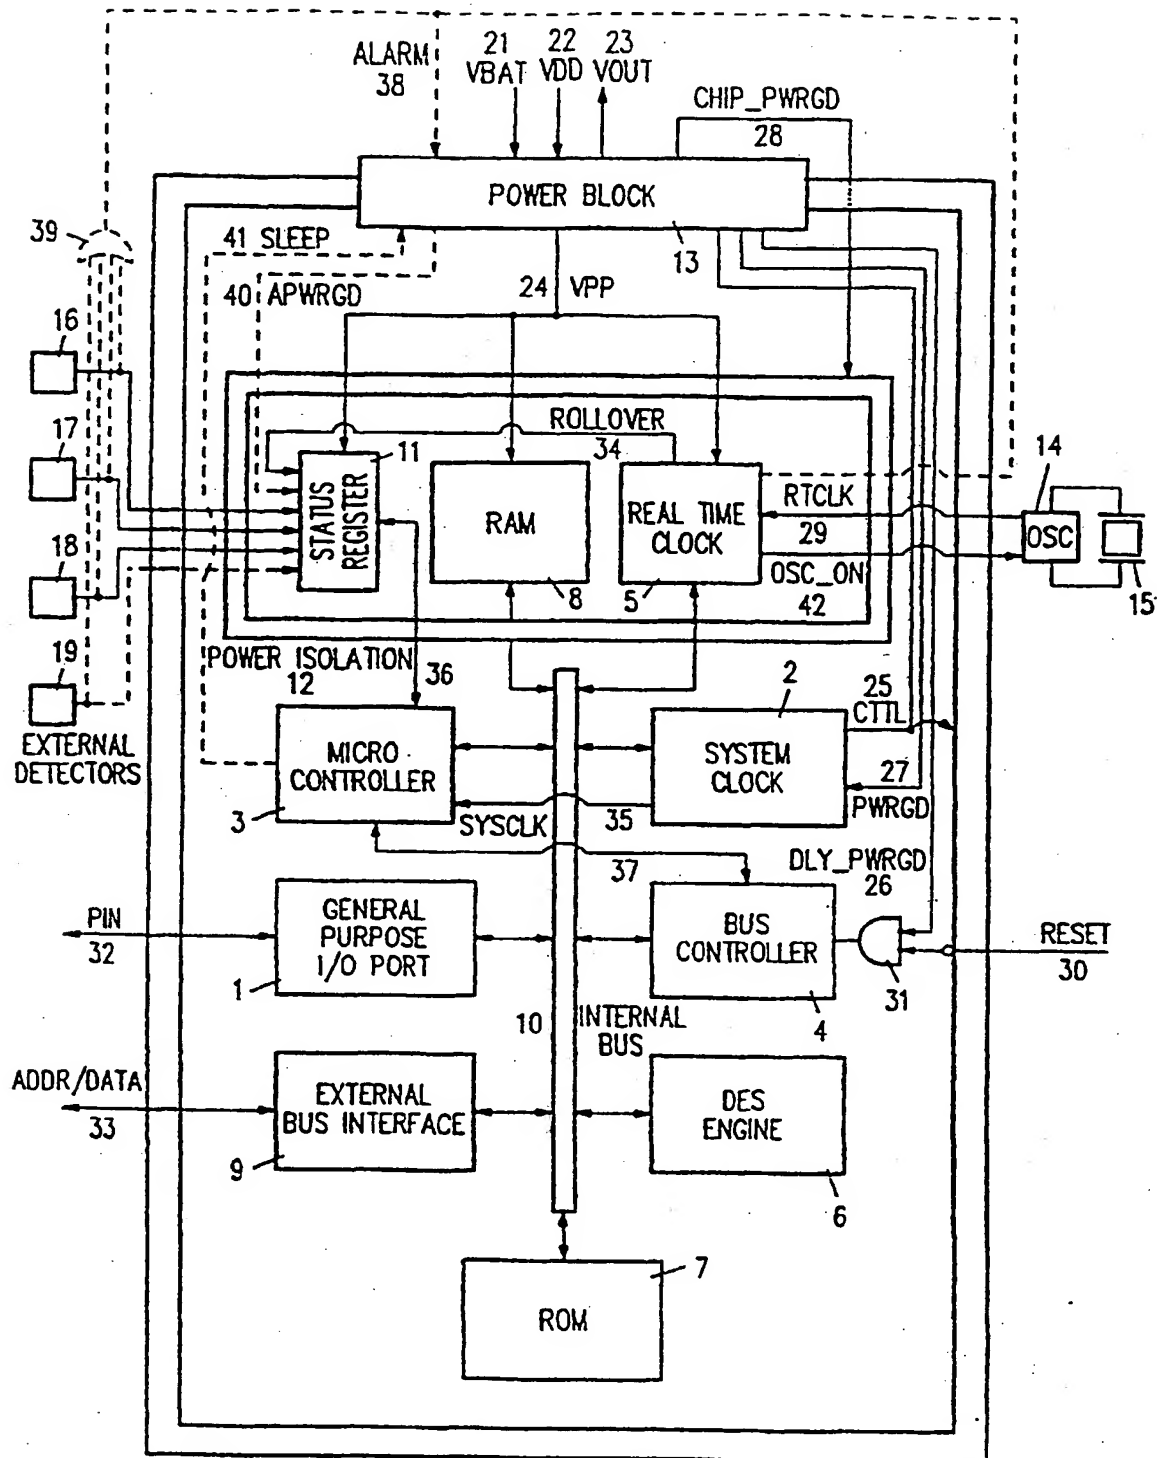 ALARM
38
21
VBAT
22
VDD
23
VOUT
CHIP_PWRGD
28
POWER BLOCK
13
39
41 SLEEP
40 APWRGD
24 VPP
16
17
18
19
EXTERNAL
DETECTORS
ROLLOVER
34
11
STATUS
REGISTER
RAM
8
REAL TIME
CLOCK
5
RTCLK
29
OSC_ON
42
14
OSC
15
POWER ISOLATION
12
36
MICRO
CONTROLLER
3
SYSCLK
35
2
SYSTEM
CLOCK
25
CTTL
27
PWRGD
37
DLY_PWRGD
26
PIN
32
GENERAL
PURPOSE
I/O PORT
1
BUS
CONTROLLER
4
31
RESET
30
10
INTERNAL
BUS
ADDR/DATA
33
EXTERNAL
BUS INTERFACE
9
DES
ENGINE
6
7
ROM